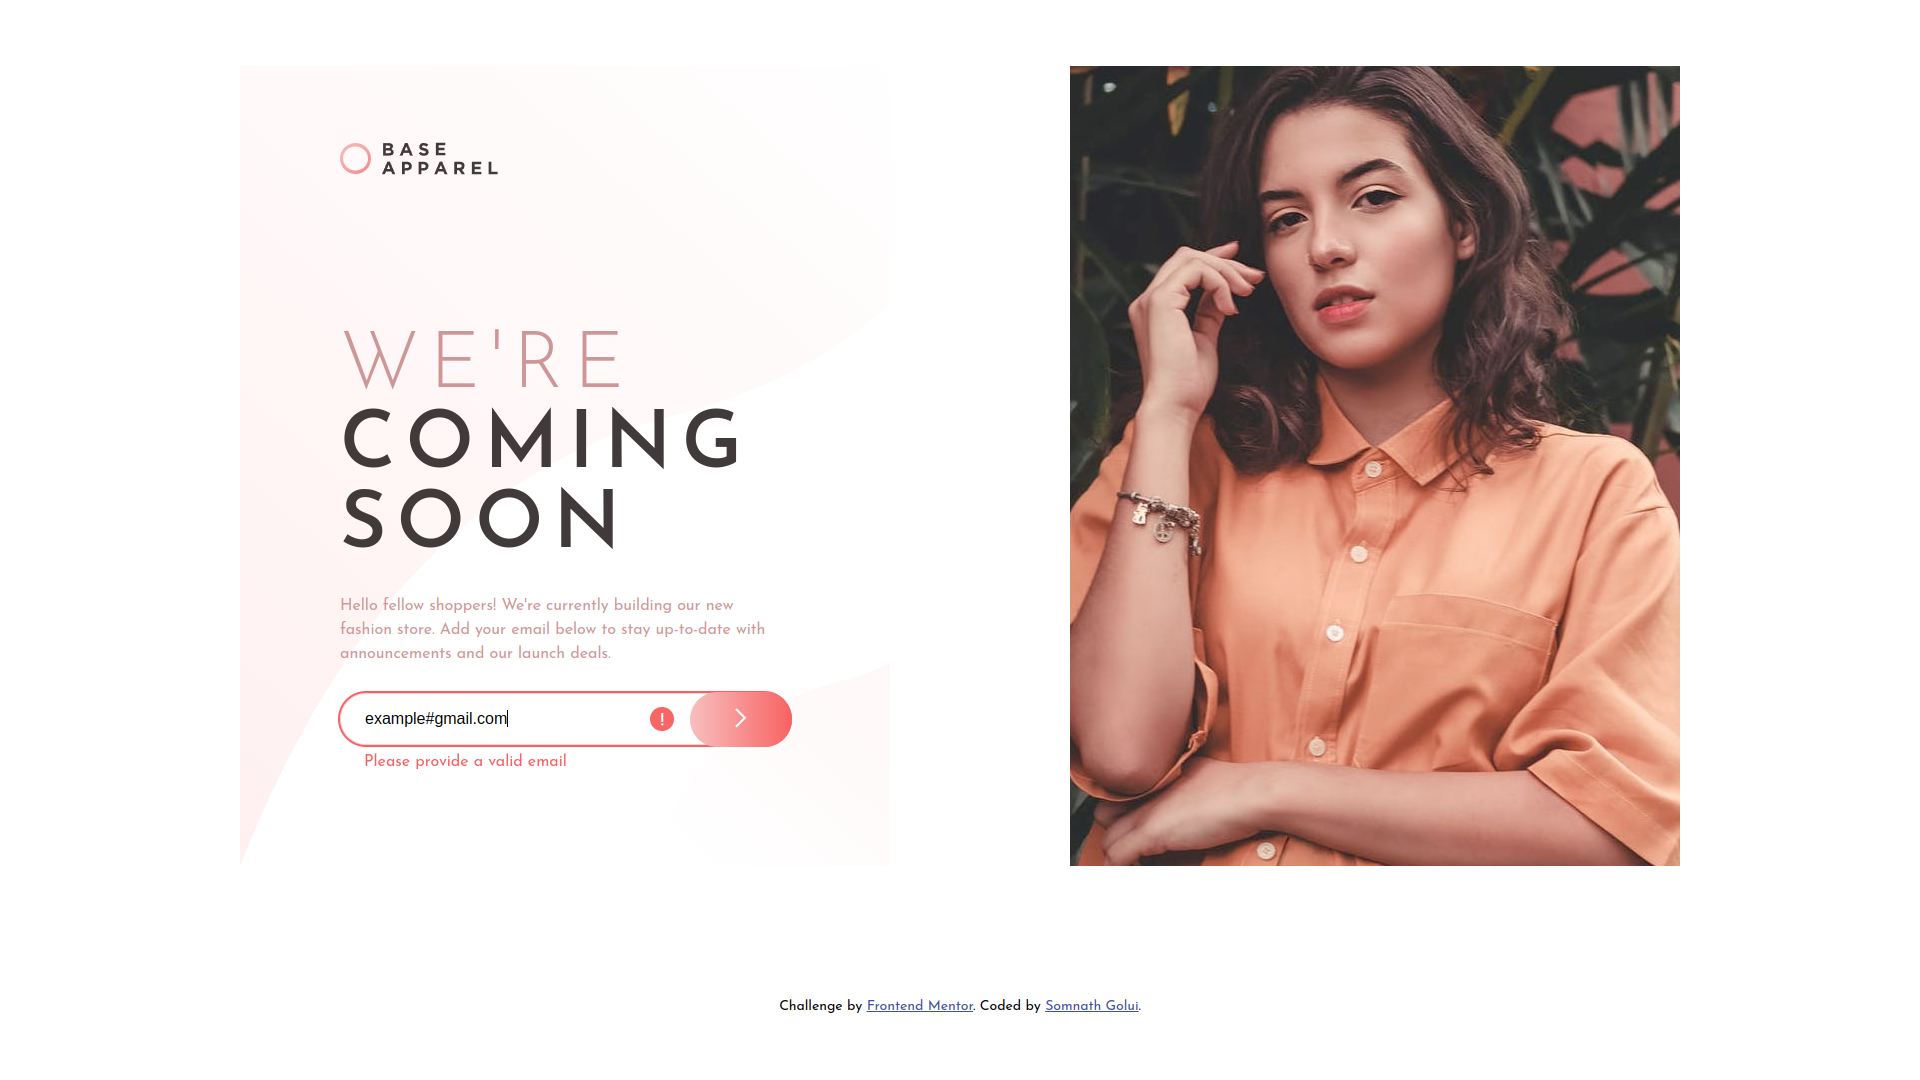 BASE
APPAREL
WE'RE
COMING
SOON
Hello fellow shoppers! We're currently building our new
fashion store. Add your email below to stay up-to-date with
announcements and our launch deals.
example#gmail.com
!
Please provide a valid email
Challenge by Frontend Mentor. Coded by Somnath Golui.